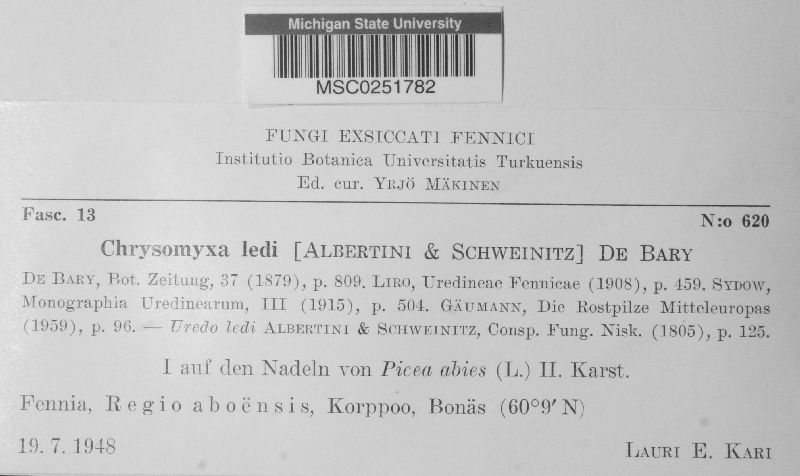 Michigan State University
MSC0251782
FUNGI EXSICCATI FENNICI
Institutio Botanica Universitatis Turkuensis
Ed. cur. YRJÖ MÄKINEN
Fasc. 13 N:o 620
Chrysomyxa ledi [ALBERTINI & SCHWEINITZ] DE BARY
DE BARY, Bot. Zeitung, 37 (1879), p. 809. LIRO, Uredineae Fennicae (1908), p. 459. SYDOW,
Monographia Uredinearum, III (1915), p. 504. GÄUMANN, Die Rostpilze Mitteleuropas
(1959), p. 96. — Uredo ledi ALBERTINI & SCHWEINITZ, Consp. Fung. Nisk. (1805), p. 125.
I auf den Nadeln von Picea abies (L.) H. Karst.
Fennia, Regio aboënsis, Korppoo, Bonäs (60°9′ N)
19. 7. 1948 LAURI E. KARI